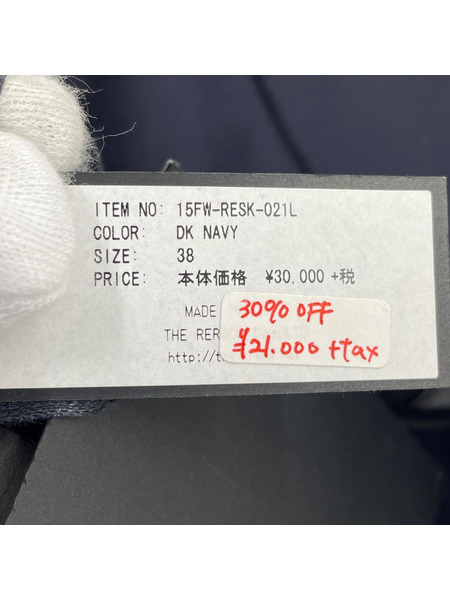 ITEM NO: 15FW-RESK-021L
COLOR: DK NAVY
SIZE: 38
PRICE: 本体価格 ¥30.000 +税
MADE
30% OFF
THE RER
¥21.000 +tax
http://t